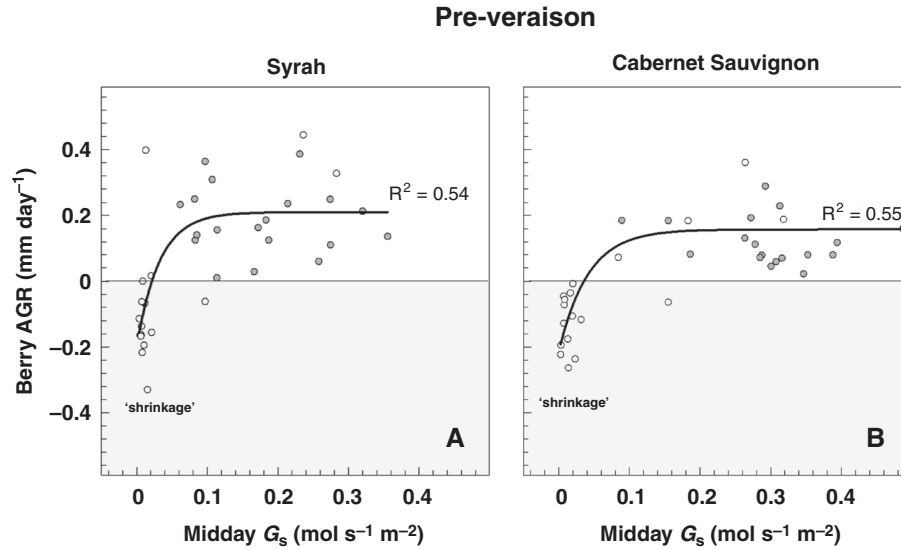 Pre-veraison
Syrah
Cabernet Sauvignon
Berry AGR (mm day⁻¹)
0.4
0.2
0
−0.2
−0.4
R² = 0.54
'shrinkage'
A
R² = 0.55
'shrinkage'
B
0 0.1 0.2 0.3 0.4
0 0.1 0.2 0.3 0.4
Midday Gₛ (mol s⁻¹ m⁻²)
Midday Gₛ (mol s⁻¹ m⁻²)